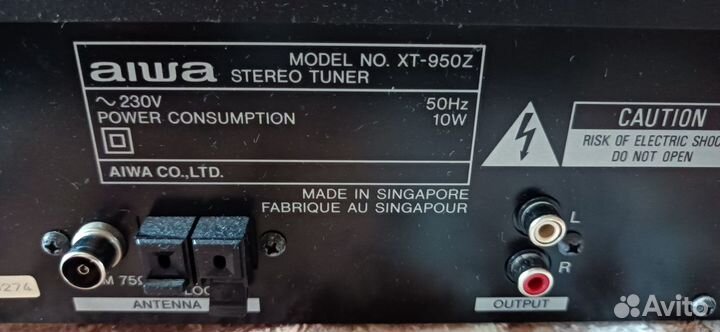 aiwa
MODEL NO. XT-950Z
STEREO TUNER
~ 230V 50Hz
POWER CONSUMPTION 10W
AIWA CO.,LTD.
MADE IN SINGAPORE
FABRIQUE AU SINGAPOUR
CAUTION
RISK OF ELECTRIC
DO NOT OPEN
L
R
ANTENNA
OUTPUT
Avito